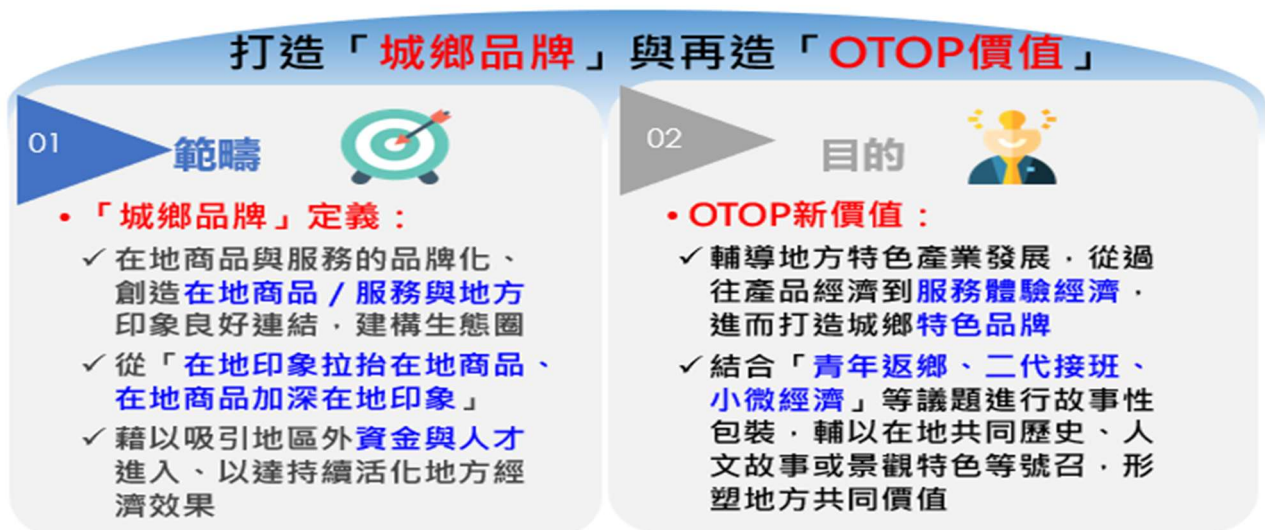 打造「城鄉品牌」與再造「OTOP價值」
01
範疇
•「城鄉品牌」定義：
✓在地商品與服務的品牌化、
創造在地商品/服務與地方
印象良好連結，建構生態圈
✓從「在地印象拉抬在地商品、
在地商品加深在地印象」
✓藉以吸引地區外資金與人才
進入、以達持續活化地方經
濟效果
02
目的
•OTOP新價值：
✓輔導地方特色產業發展，從過
往產品經濟到服務體驗經濟，
進而打造城鄉特色品牌
✓結合「青年返鄉、二代接班、
小微經濟」等議題進行故事性
包裝，輔以在地共同歷史、人
文故事或景觀特色等號召，形
塑地方共同價值